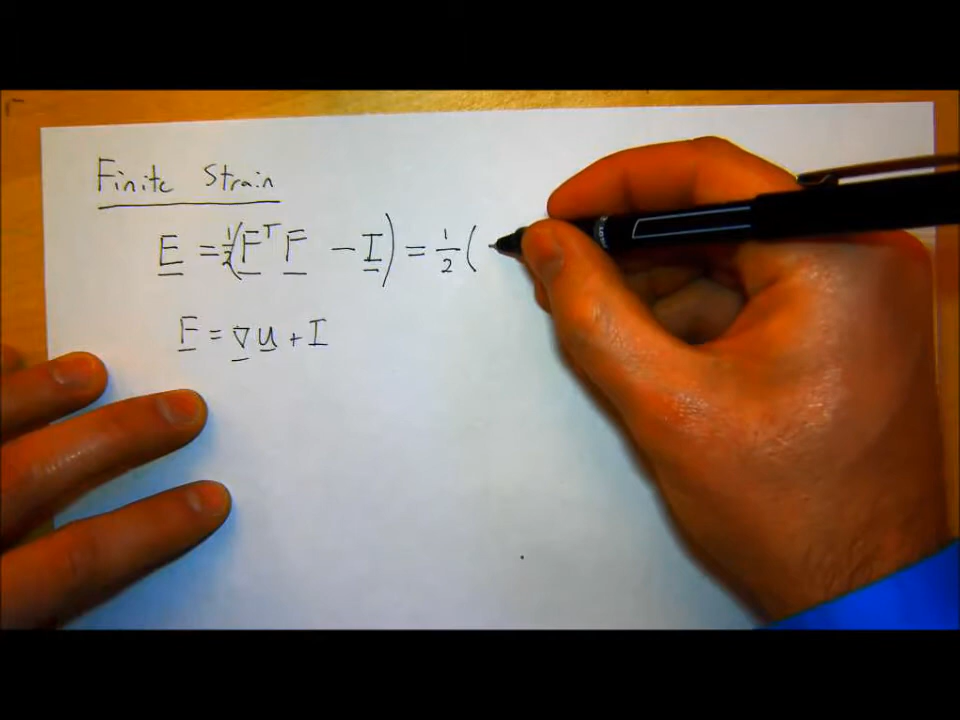 Finite Strain
E = ½(FᵀF − I) = ½(
F = ∇u + I